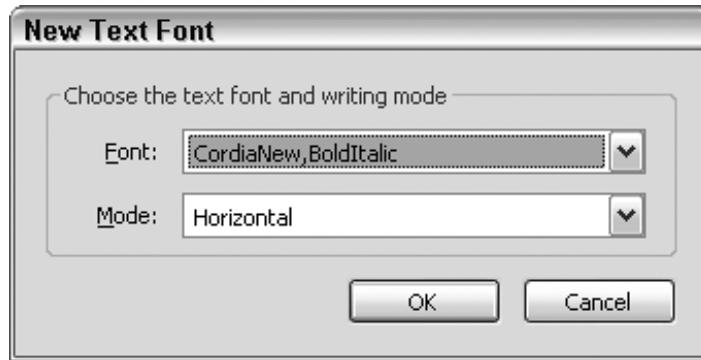 New Text Font
Choose the text font and writing mode
Font: CordiaNew,BoldItalic
Mode: Horizontal
OK Cancel